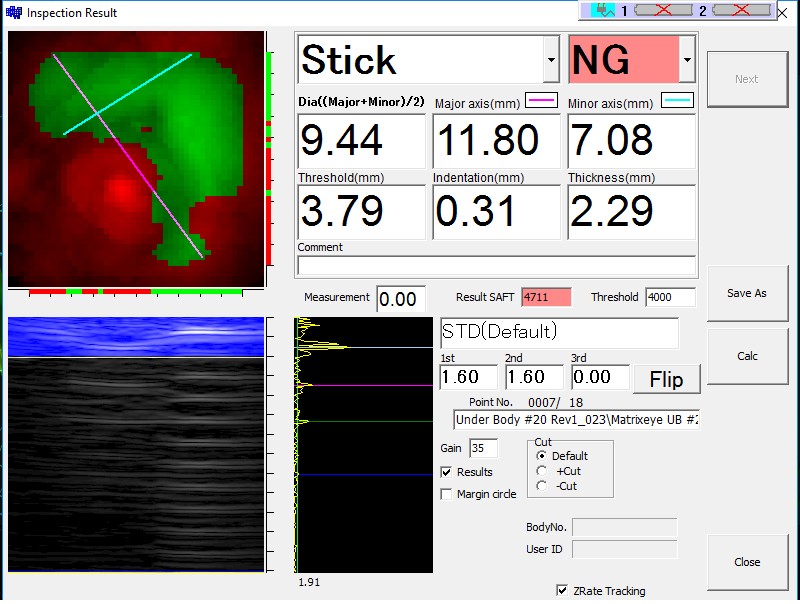 Inspection Result
1 2
Stick NG
Next
Dia((Major+Minor)/2) Major axis(mm) Minor axis(mm)
9.44 11.80 7.08
Threshold(mm) Indentation(mm) Thickness(mm)
3.79 0.31 2.29
Comment
Measurement 0.00 Result SAFT 4711 Threshold 4000
Save As
STD(Default)
1st 2nd 3rd
1.60 1.60 0.00 Flip
Calc
Point No. 0007/ 18
Under Body #20 Rev1_023\Matrixeye UB #2
Gain 35
Cut
Default
Results
+Cut
-Cut
Margin circle
BodyNo.
User ID
Close
1.91
ZRate Tracking